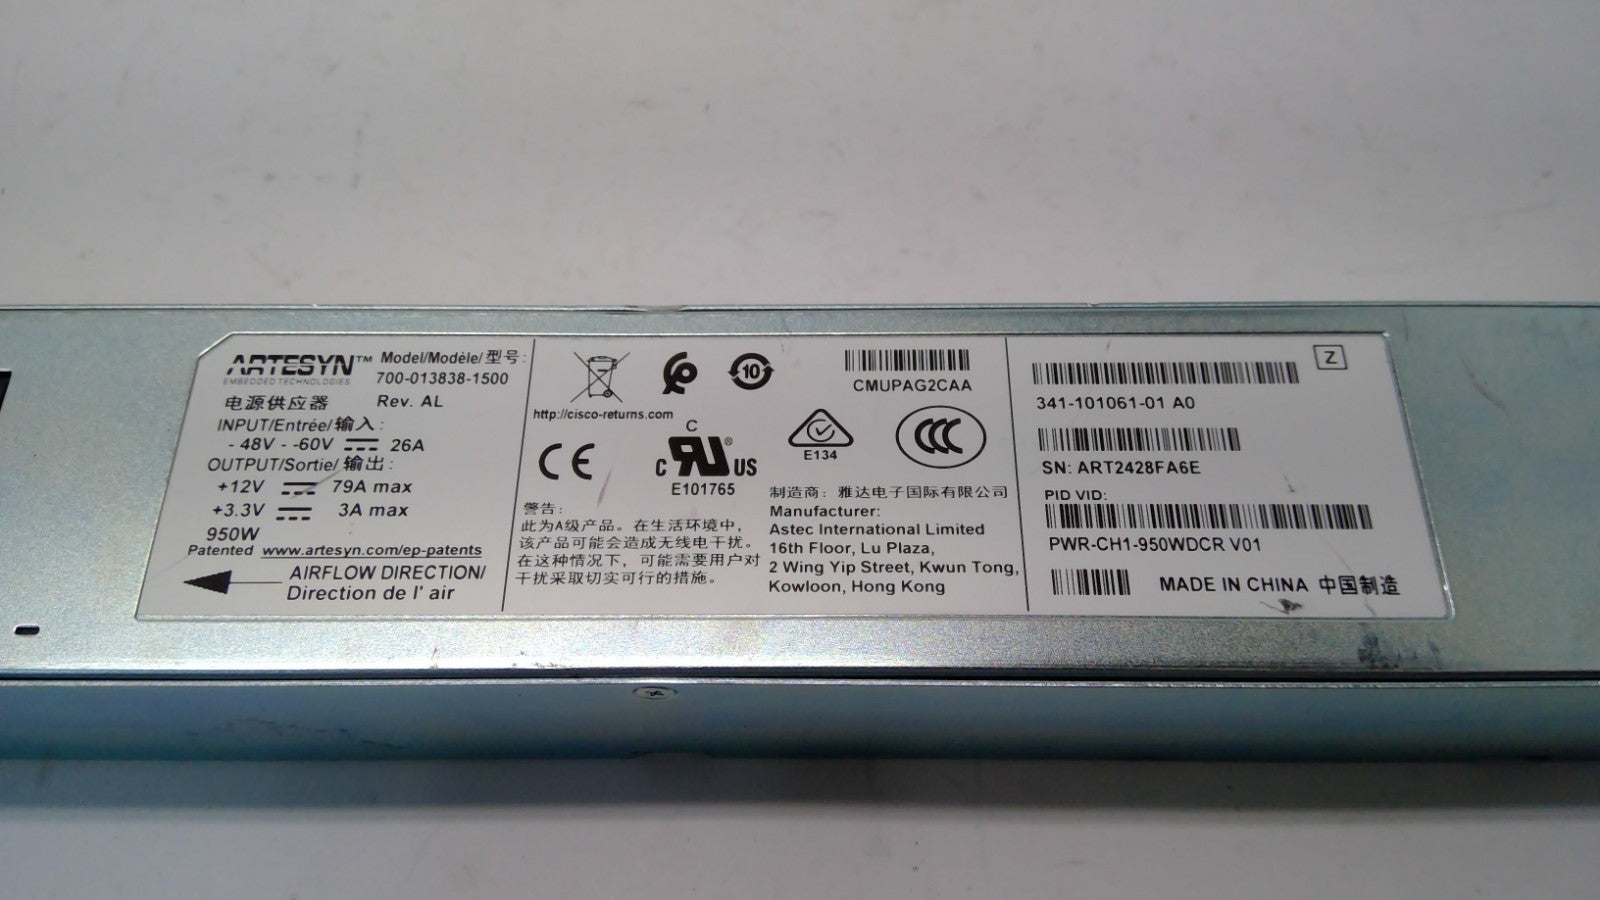 ARTESYN™
EMBEDDED TECHNOLOGIES
Model/Modèle/型号:
700-013838-1500
电源供应器 Rev. AL
INPUT/Entrée/输入:
- 48V - -60V 26A
OUTPUT/Sortie/ 输出:
+12V 79A max
+3.3V 3A max
950W
Patented www.artesyn.com/ep-patents
AIRFLOW DIRECTION/
Direction de l' air
10
http://cisco-returns.com
CE
C
C RU® US
E101765
警告:
此为A级产品。在生活环境中,
该产品可能会造成无线电干扰。
在这种情况下,可能需要用户对
干扰采取切实可行的措施。
CMUPAG2CAA
E134
CCC
制造商: 雅达电子国际有限公司
Manufacturer:
Astec International Limited
16th Floor, Lu Plaza,
2 Wing Yip Street, Kwun Tong,
Kowloon, Hong Kong
Z
341-101061-01 A0
SN: ART2428FA6E
PID VID:
PWR-CH1-950WDCR V01
MADE IN CHINA 中国制造